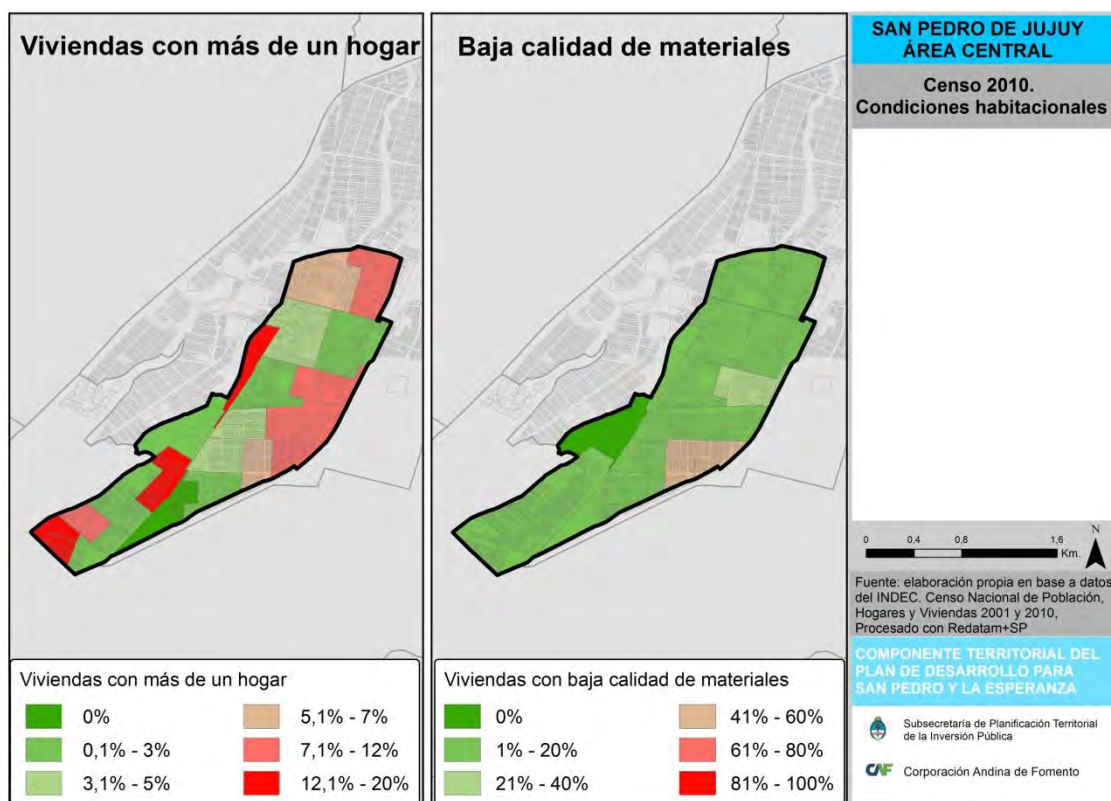 Viviendas con más de un hogar
Baja calidad de materiales
SAN PEDRO DE JUJUY
ÁREA CENTRAL
Censo 2010.
Condiciones habitacionales
N
0 0,4 0,8 1,6
Km.
Fuente: elaboración propia en base a datos
del INDEC. Censo Nacional de Población,
Hogares y Viviendas 2001 y 2010,
Procesado con Redatam+SP
COMPONENTE TERRITORIAL DEL
PLAN DE DESARROLLO PARA
SAN PEDRO Y LA ESPERANZA
Subsecretaría de Planificación Territorial
de la Inversión Pública
CAF Corporación Andina de Fomento
Viviendas con más de un hogar
0%
0,1% - 3%
3,1% - 5%
5,1% - 7%
7,1% - 12%
12,1% - 20%
Viviendas con baja calidad de materiales
0%
1% - 20%
21% - 40%
41% - 60%
61% - 80%
81% - 100%